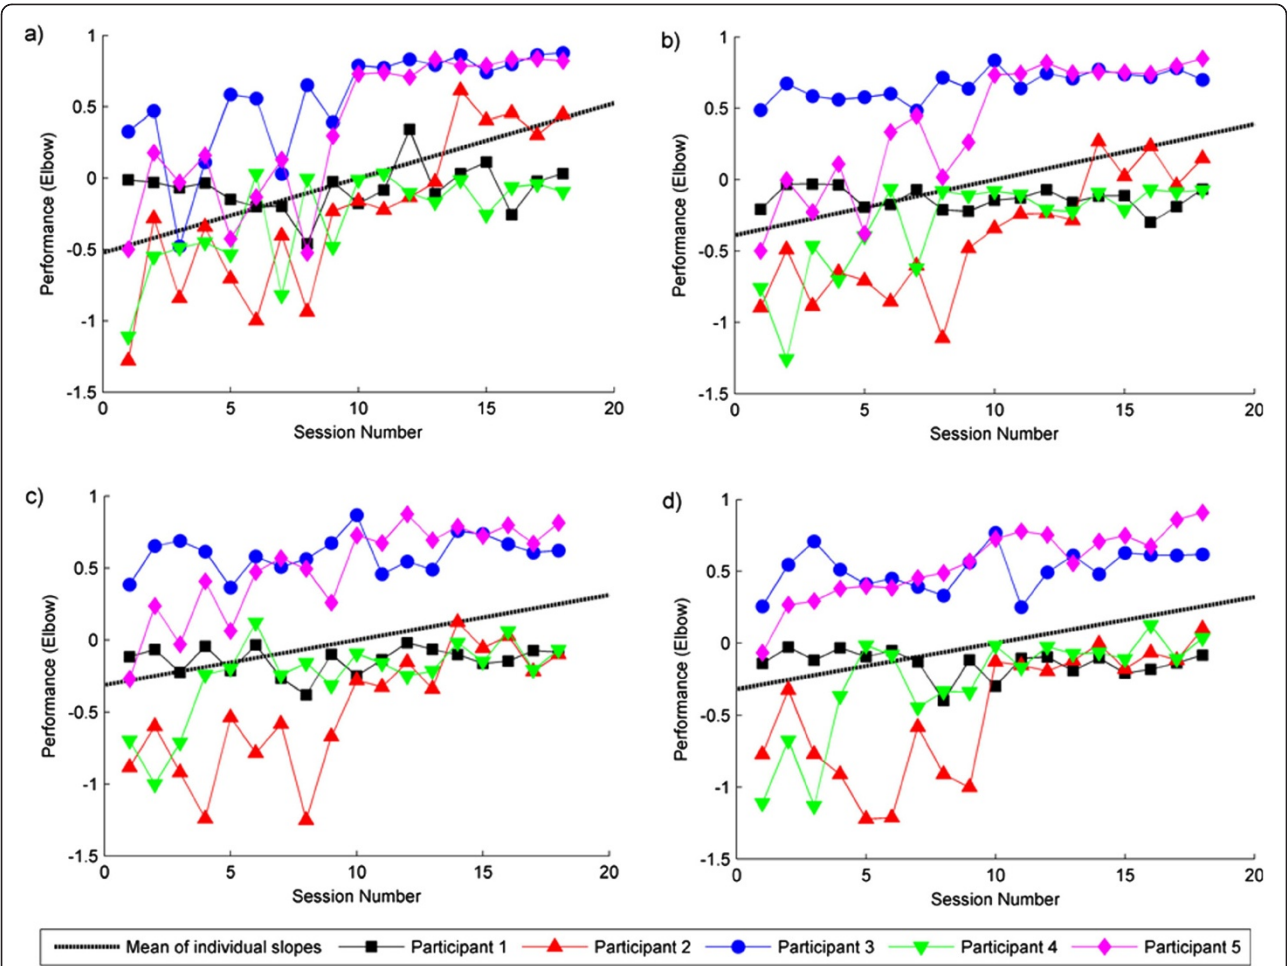 a)
1
0.5
0
-0.5
-1
-1.5
0 5 10 15 20
Performance (Elbow)
Session Number
b)
1
0.5
0
-0.5
-1
-1.5
0 5 10 15 20
Performance (Elbow)
Session Number
c)
1
0.5
0
-0.5
-1
-1.5
0 5 10 15 20
Performance (Elbow)
Session Number
d)
1
0.5
0
-0.5
-1
-1.5
0 5 10 15 20
Performance (Elbow)
Session Number
Mean of individual slopes Participant 1 Participant 2 Participant 3 Participant 4 Participant 5